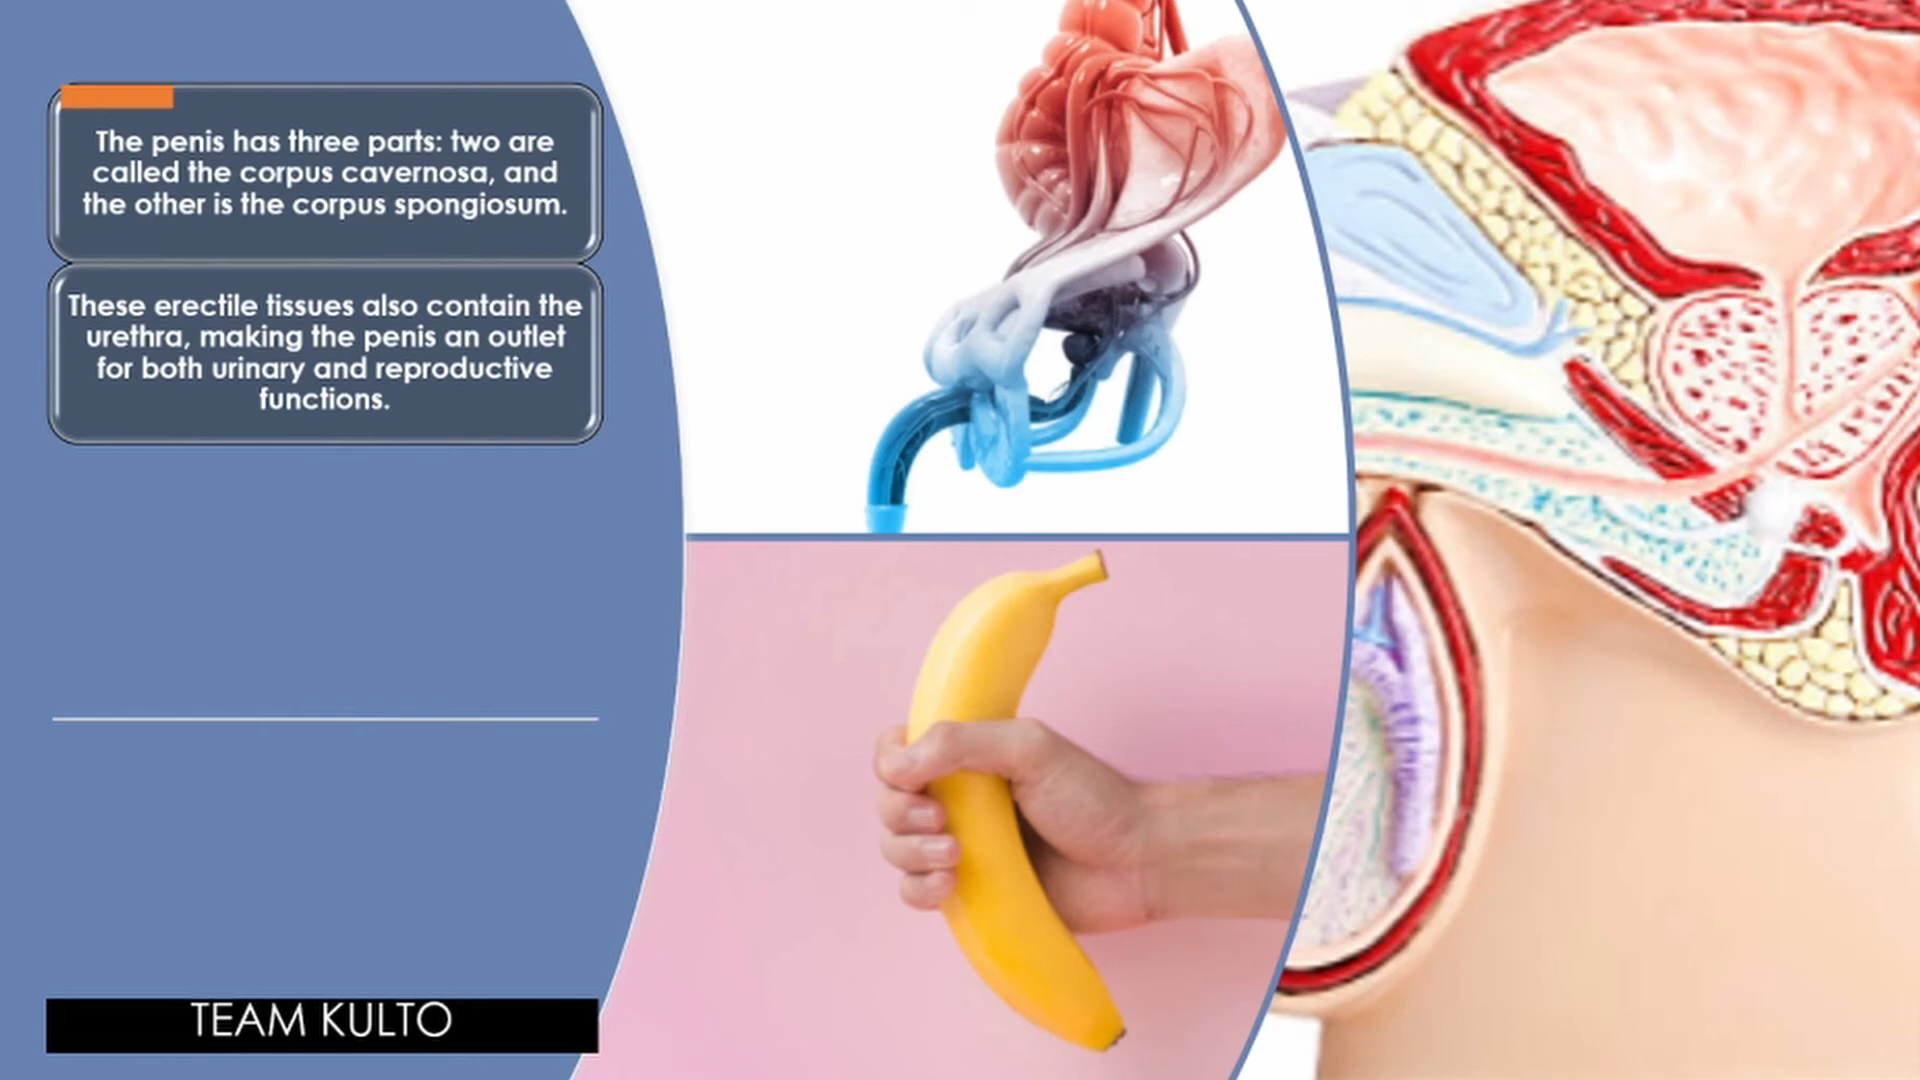 The penis has three parts: two are
called the corpus cavernosa, and
the other is the corpus spongiosum.
These erectile tissues also contain the
urethra, making the penis an outlet
for both urinary and reproductive
functions.
TEAM KULTO